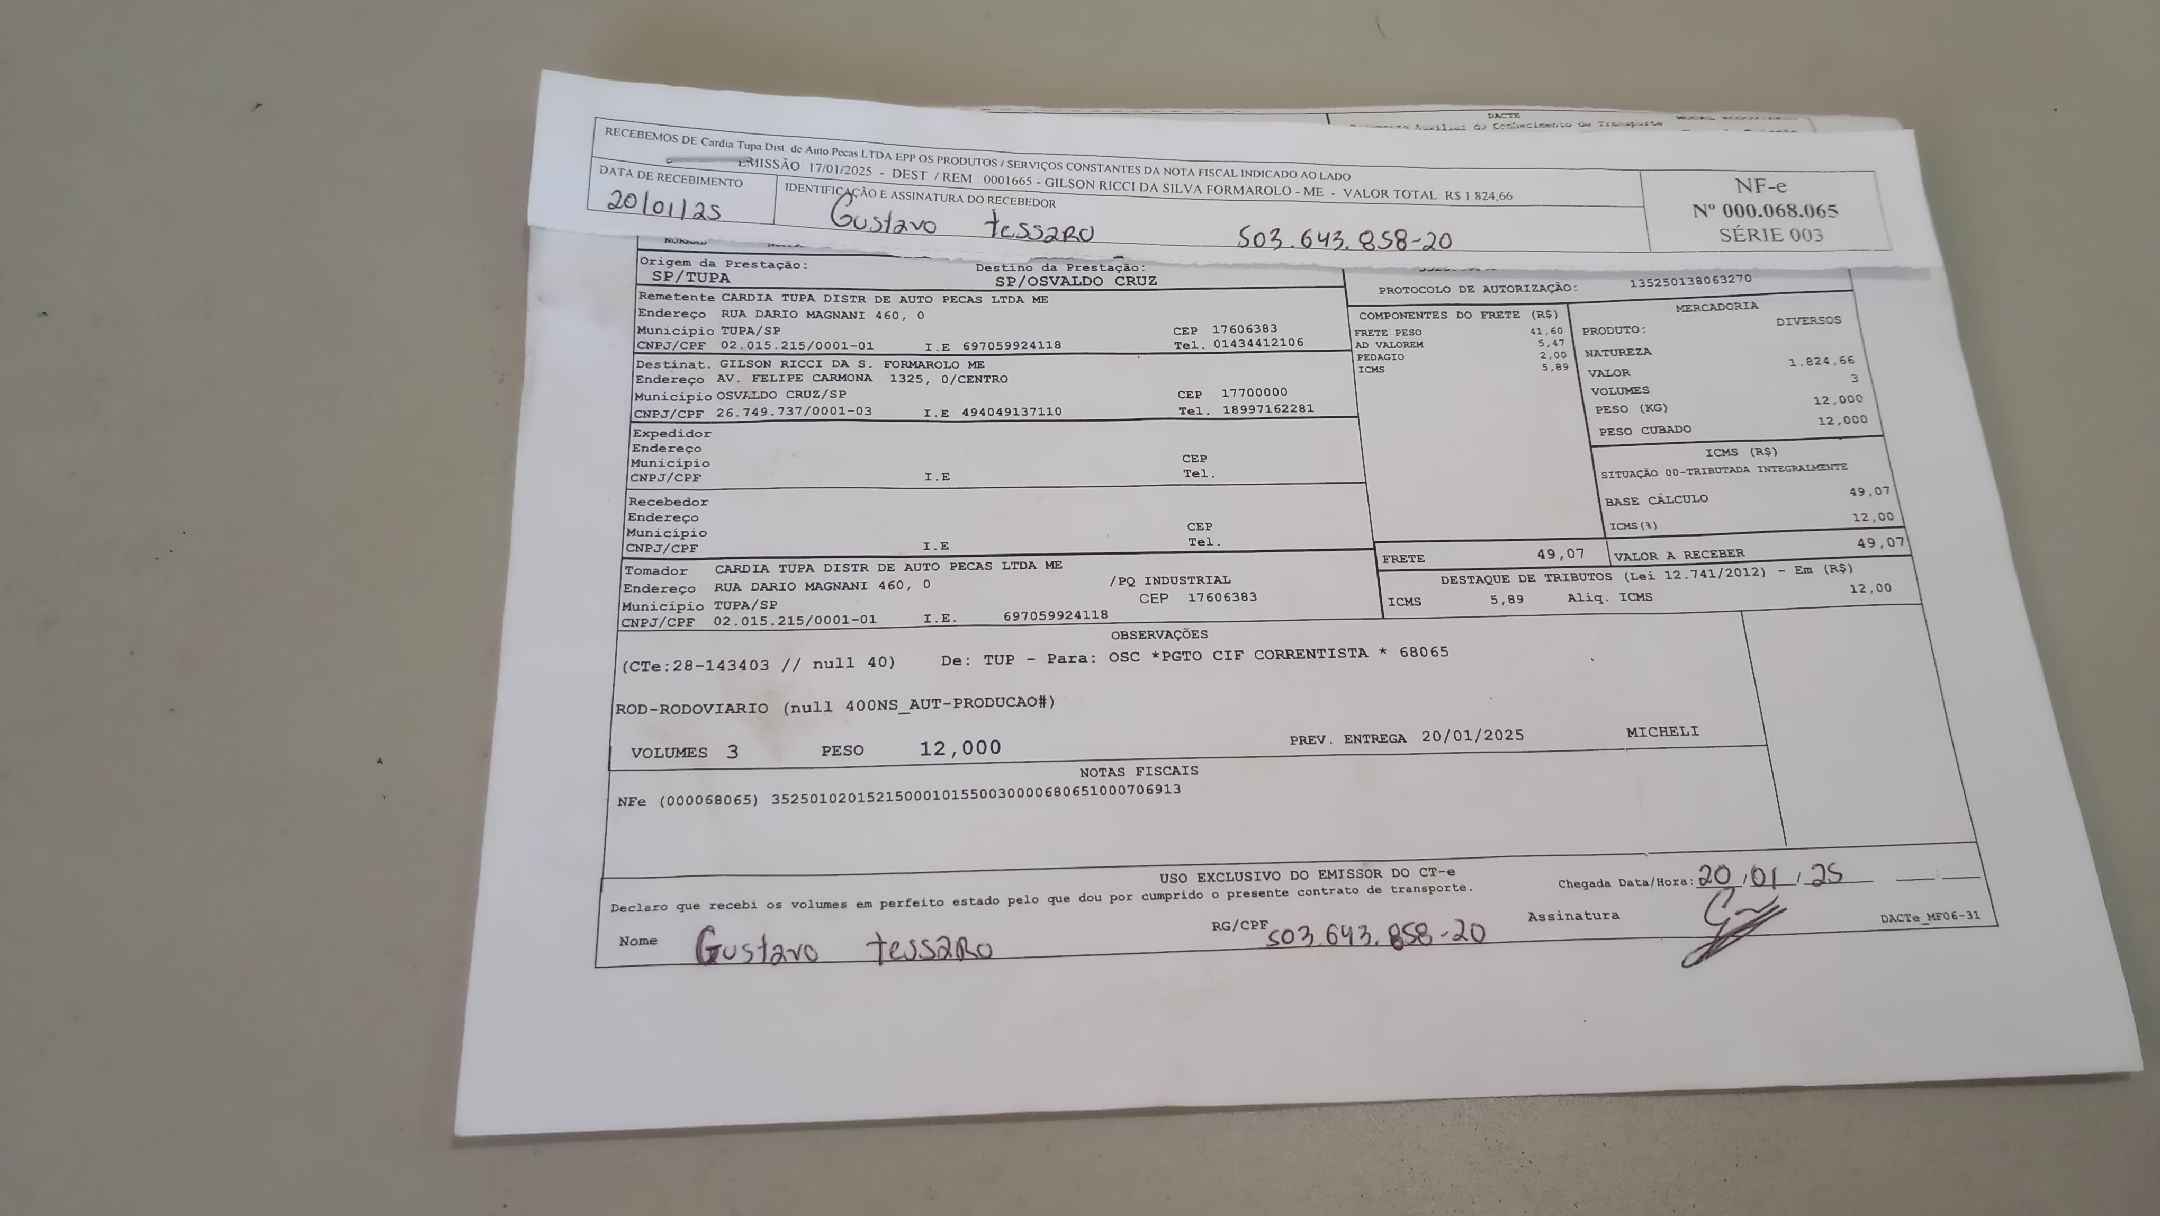 DACTE
Conhecimento de Transporte
RECEBEMOS DE Cardia Tupa Dist. de Auto Pecas LTDA EPP OS PRODUTOS / SERVIÇOS CONSTANTES DA NOTA FISCAL INDICADO AO LADO
EMISSÃO 17/01/2025 - DEST / REM 0001665 - GILSON RICCI DA SILVA FORMAROLO - ME - VALOR TOTAL R$ 1 824,66
DATA DE RECEBIMENTO
20/01/25
IDENTIFICAÇÃO E ASSINATURA DO RECEBEDOR
Gustavo tessaro 503.643.858-20
NF-e
Nº 000.068.065
SÉRIE 003
Origem da Prestação:
SP/TUPA
Destino da Prestação:
SP/OSVALDO CRUZ
PROTOCOLO DE AUTORIZAÇÃO: 135250138063270
Remetente CARDIA TUPA DISTR DE AUTO PECAS LTDA ME
Endereço RUA DARIO MAGNANI 460, 0
Município TUPA/SP CEP 17606383
CNPJ/CPF 02.015.215/0001-01 I.E 697059924118 Tel. 01434412106
Destinat. GILSON RICCI DA S. FORMAROLO ME
Endereço AV. FELIPE CARMONA 1325, 0/CENTRO
Município OSVALDO CRUZ/SP CEP 17700000
CNPJ/CPF 26.749.737/0001-03 I.E 494049137110 Tel. 18997162281
Expedidor
Endereço
Município CEP
CNPJ/CPF I.E Tel.
Recebedor
Endereço
Município CEP
CNPJ/CPF I.E Tel.
Tomador CARDIA TUPA DISTR DE AUTO PECAS LTDA ME
Endereço RUA DARIO MAGNANI 460, 0 /PQ INDUSTRIAL
Município TUPA/SP CEP 17606383
CNPJ/CPF 02.015.215/0001-01 I.E. 697059924118
COMPONENTES DO FRETE (R$)
FRETE PESO 41,60
AD VALOREM 5,47
PEDAGIO 2,00
ICMS 5,89
MERCADORIA
PRODUTO: DIVERSOS
NATUREZA
VALOR 1.824,66
VOLUMES 3
PESO (KG) 12,000
PESO CUBADO 12,000
ICMS (R$)
SITUAÇÃO 00-TRIBUTADA INTEGRALMENTE
BASE CÁLCULO 49,07
ICMS(%) 12,00
FRETE 49,07 VALOR A RECEBER 49,07
DESTAQUE DE TRIBUTOS (Lei 12.741/2012) - Em (R$)
ICMS 5,89 Aliq. ICMS 12,00
OBSERVAÇÕES
(CTe:28-143403 // null 40) De: TUP - Para: OSC *PGTO CIF CORRENTISTA * 68065
ROD-RODOVIARIO (null 400NS_AUT-PRODUCAO#)
VOLUMES 3 PESO 12,000 PREV. ENTREGA 20/01/2025 MICHELI
NOTAS FISCAIS
NFe (000068065) 35250102015215000101550030000680651000706913
USO EXCLUSIVO DO EMISSOR DO CT-e
Declaro que recebi os volumes em perfeito estado pelo que dou por cumprido o presente contrato de transporte.
Chegada Data/Hora: 20/01/25
Nome Gustavo tessaro RG/CPF 503.643.858-20 Assinatura
DACTe_MF06-31